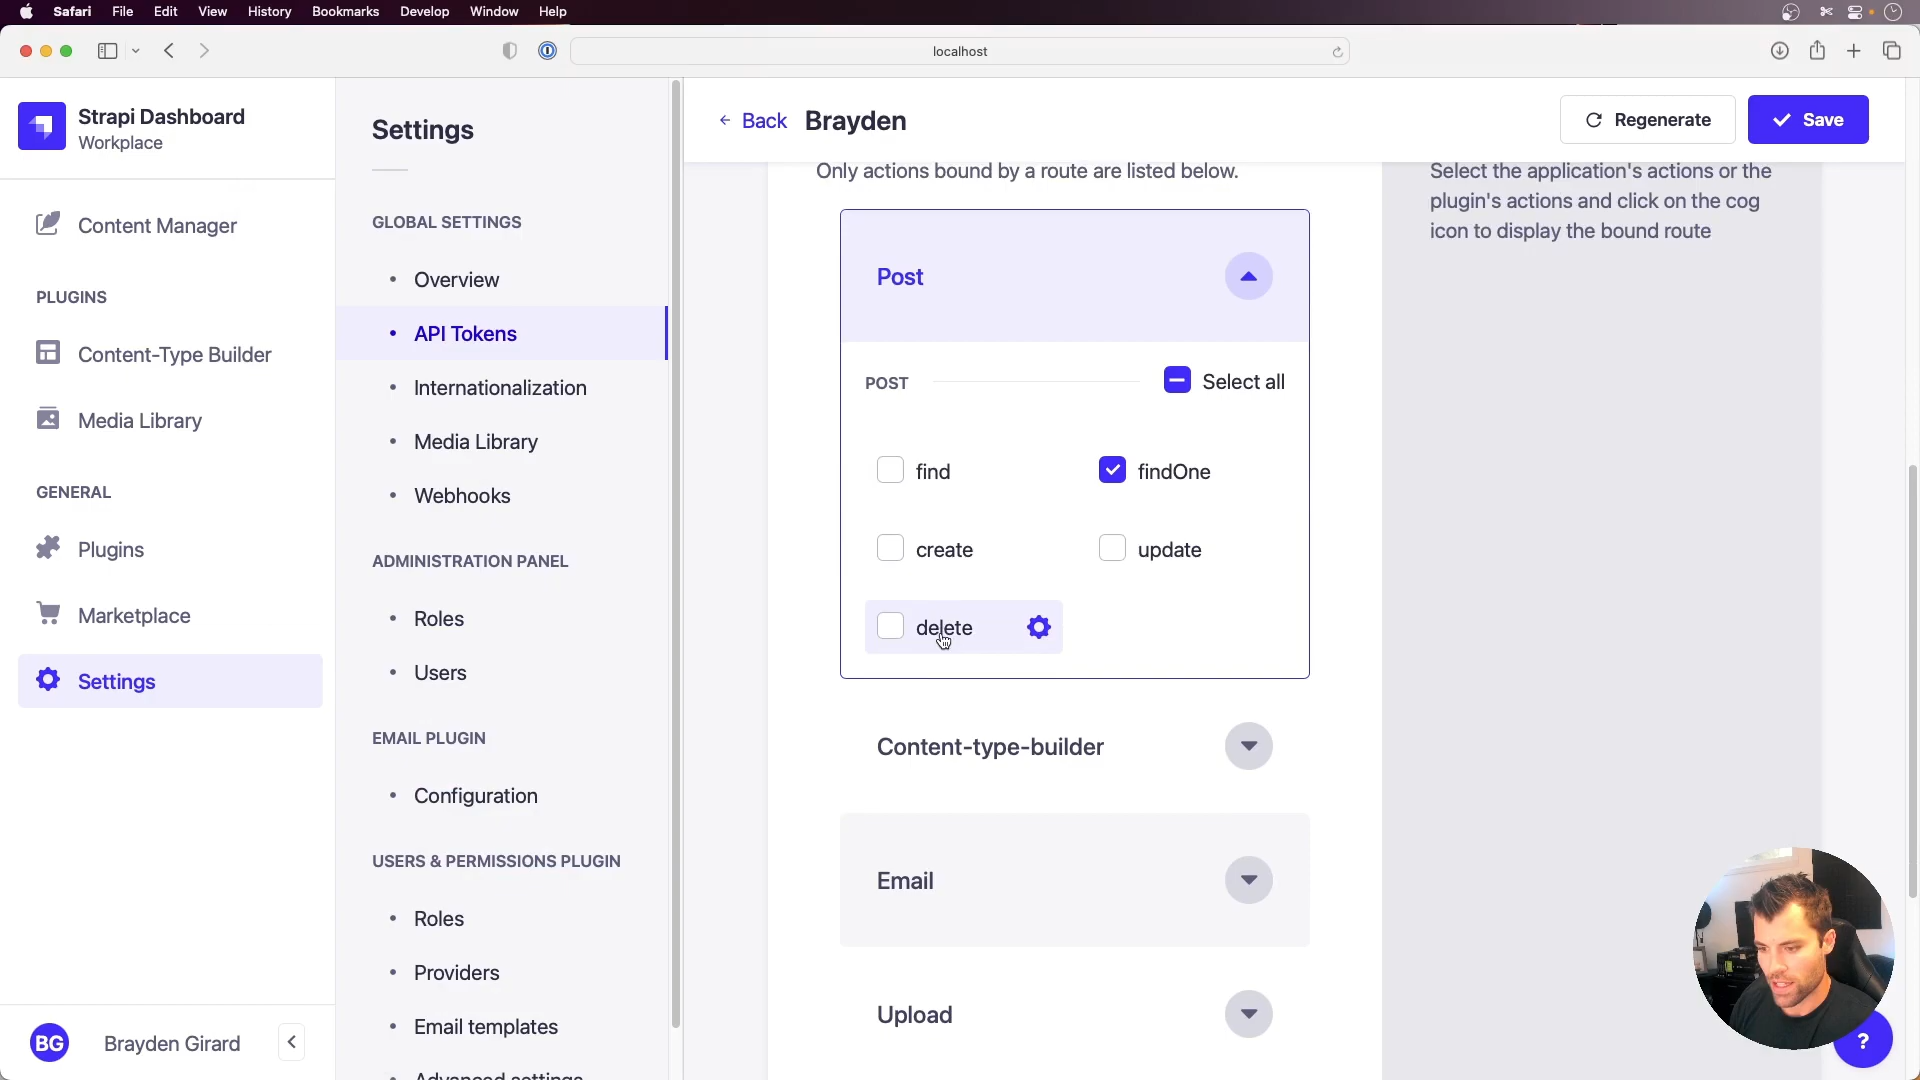 Safari File Edit View History Bookmarks Develop Window Help
localhost
Strapi Dashboard
Workplace
Content Manager
PLUGINS
Content-Type Builder
Media Library
GENERAL
Plugins
Marketplace
Settings
BG Brayden Girard
Settings
GLOBAL SETTINGS
Overview
API Tokens
Internationalization
Media Library
Webhooks
ADMINISTRATION PANEL
Roles
Users
EMAIL PLUGIN
Configuration
USERS & PERMISSIONS PLUGIN
Roles
Providers
Email templates
Advanced settings
Back Brayden
Regenerate
Save
Only actions bound by a route are listed below.
Post
POST Select all
find findOne
create update
delete
Content-type-builder
Email
Upload
Select the application's actions or the
plugin's actions and click on the cog
icon to display the bound route
?